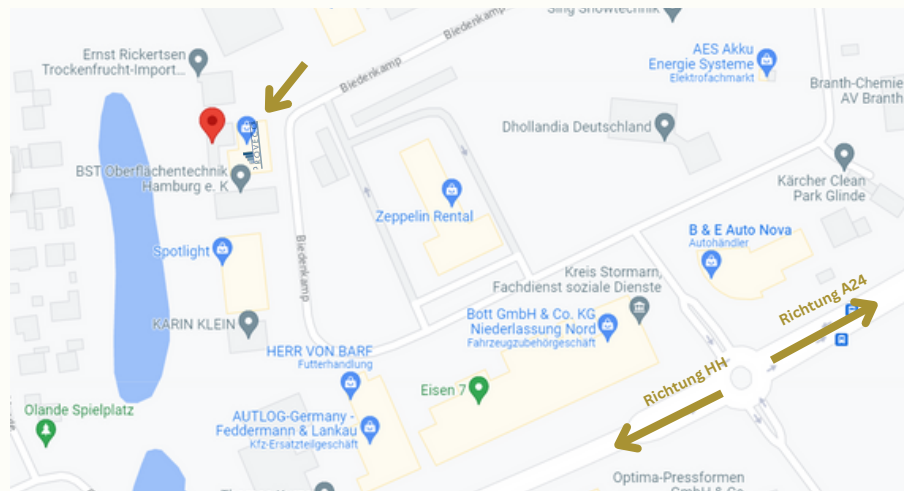 Sing Showtechnik
Biedenkamp
Ernst Rickertsen
Trockenfrucht-Import...
AES Akku
Energie Systeme
Elektrofachmarkt
Biedenkamp
Branth-Chemie
AV Branth
Dhollandia Deutschland
BST Oberflächentechnik
Hamburg e. K
Kärcher Clean
Park Glinde
Zeppelin Rental
B & E Auto Nova
Autohändler
Spotlight
Biedenkamp
Kreis Stormarn,
Fachdienst soziale Dienste
Richtung A24
Bott GmbH & Co. KG
Niederlassung Nord
Fahrzeugzubehörgeschäft
KARIN KLEIN
HERR VON BARF
Futterhandlung
Richtung HH
Eisen 7
Olande Spielplatz
AUTLOG-Germany -
Feddermann & Lankau
Kfz-Ersatzteilgeschäft
Optima-Pressformen
GmbH & Co